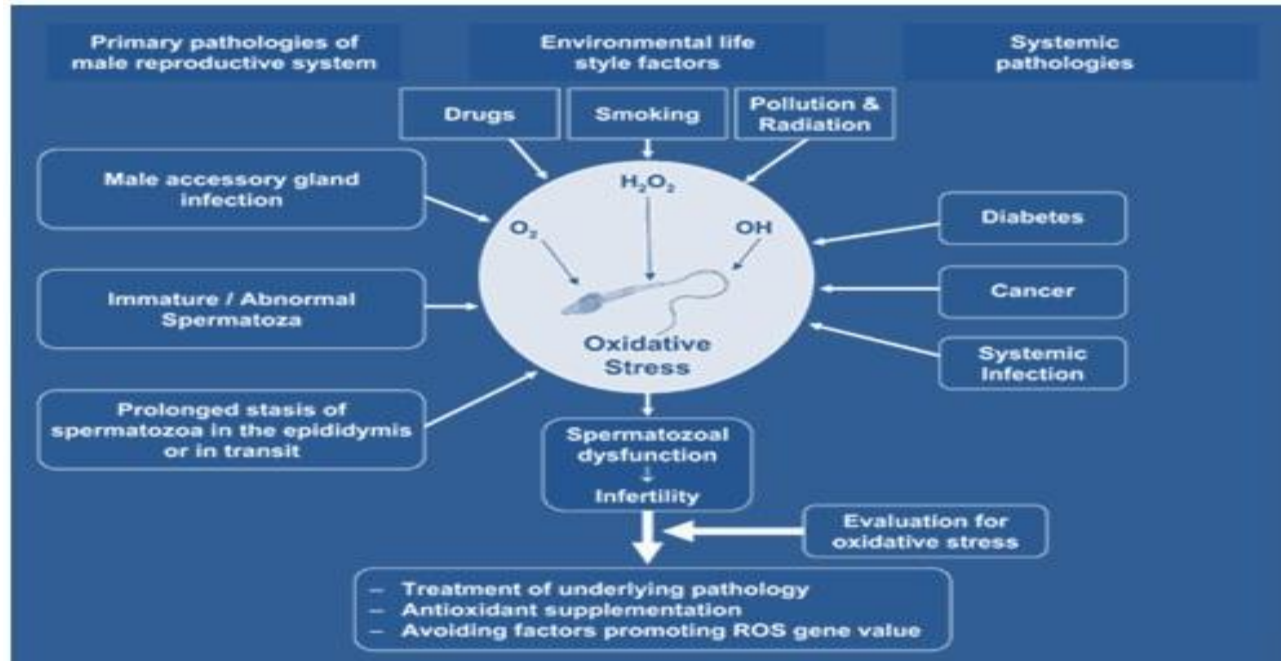 Primary pathologies of
male reproductive system
Environmental life
style factors
Systemic
pathologies
Drugs
Smoking
Pollution &
Radiation
Male accessory gland
infection
Immature / Abnormal
Spermatoza
Prolonged stasis of
spermatozoa in the epididymis
or in transit
H₂O₂
O₂
OH
Oxidative
Stress
Diabetes
Cancer
Systemic
Infection
Spermatozoal
dysfunction
Infertility
Evaluation for
oxidative stress
– Treatment of underlying pathology
– Antioxidant supplementation
– Avoiding factors promoting ROS gene value